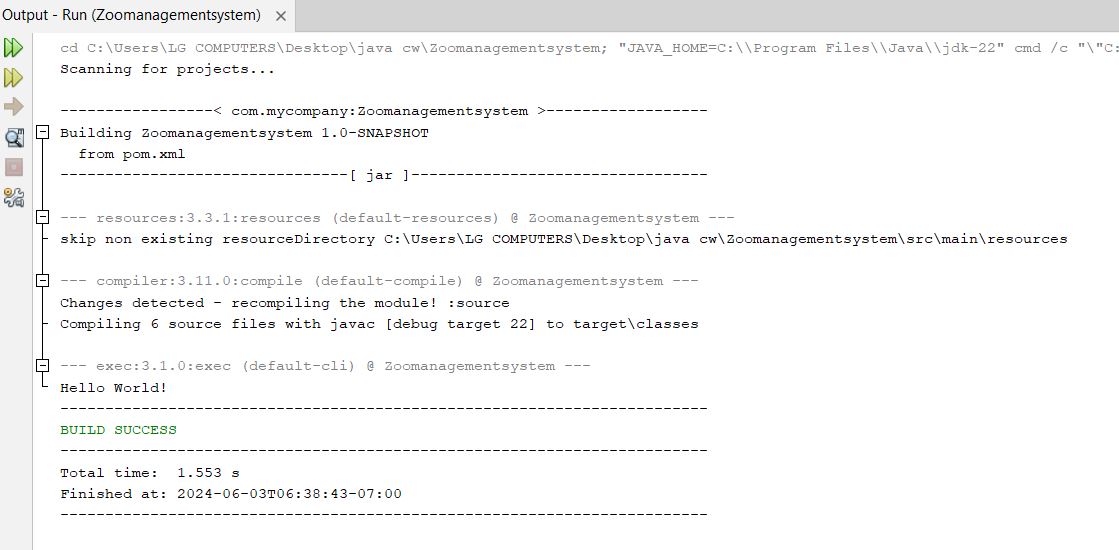 Output - Run (Zoomanagementsystem) ×
cd C:\Users\LG COMPUTERS\Desktop\java cw\Zoomanagementsystem; "JAVA_HOME=C:\\Program Files\\Java\\jdk-22" cmd /c "\"C:
Scanning for projects...
-----------------< com.mycompany:Zoomanagementsystem >------------------
Building Zoomanagementsystem 1.0-SNAPSHOT
  from pom.xml
--------------------------------[ jar ]---------------------------------
--- resources:3.3.1:resources (default-resources) @ Zoomanagementsystem ---
skip non existing resourceDirectory C:\Users\LG COMPUTERS\Desktop\java cw\Zoomanagementsystem\src\main\resources
--- compiler:3.11.0:compile (default-compile) @ Zoomanagementsystem ---
Changes detected - recompiling the module! :source
Compiling 6 source files with javac [debug target 22] to target\classes
--- exec:3.1.0:exec (default-cli) @ Zoomanagementsystem ---
Hello World!
------------------------------------------------------------------------
BUILD SUCCESS
------------------------------------------------------------------------
Total time:  1.553 s
Finished at: 2024-06-03T06:38:43-07:00
------------------------------------------------------------------------